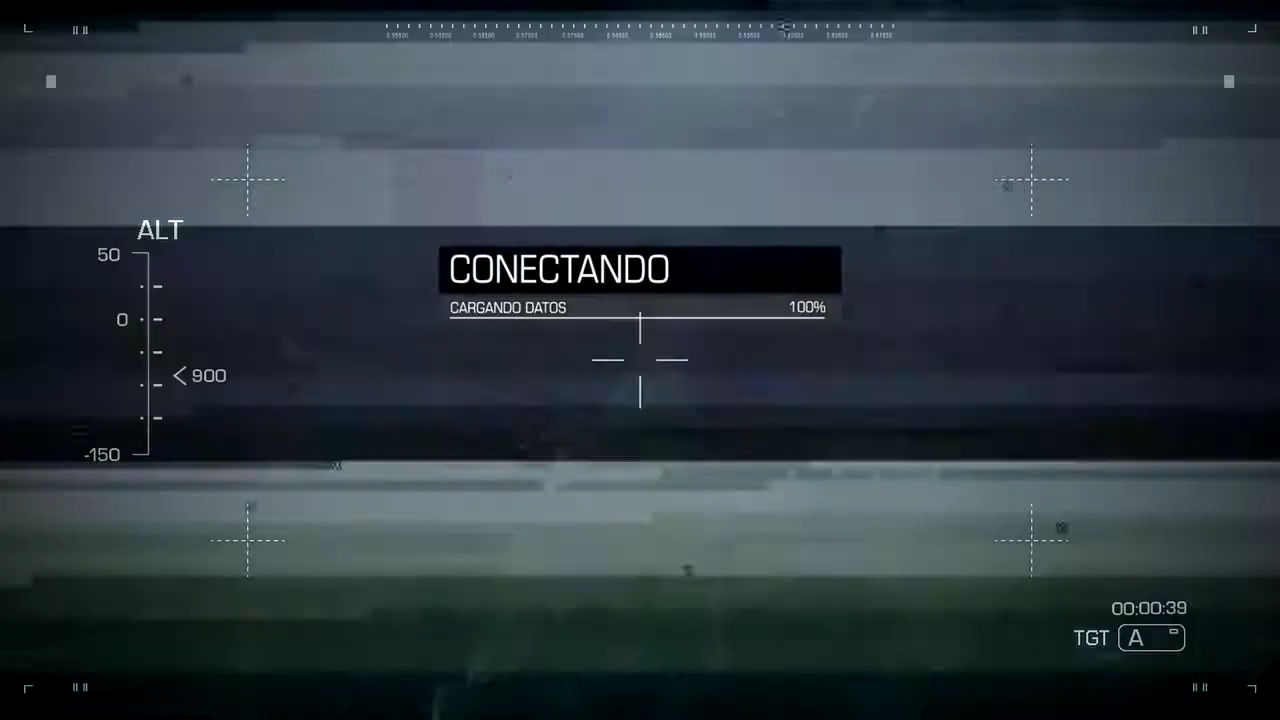 ALT
50
0
900
-150
CONECTANDO
CARGANDO DATOS 100%
00:00:39
TGT A